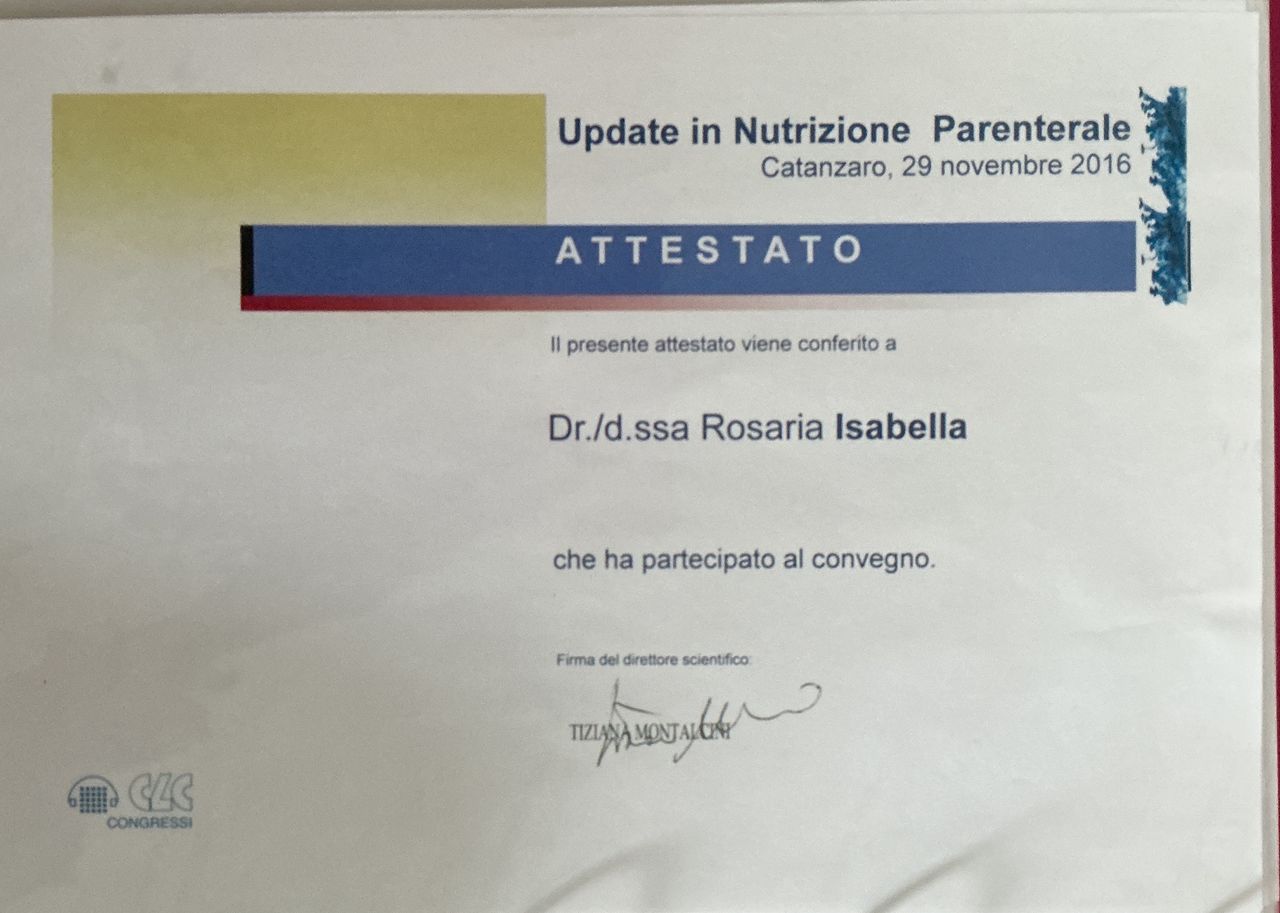 Update in Nutrizione Parenterale
Catanzaro, 29 novembre 2016
ATTESTATO
Il presente attestato viene conferito a
Dr./d.ssa Rosaria Isabella
che ha partecipato al convegno.
Firma del direttore scientifico:
TIZIANA MONTALCINI
CLC
CONGRESSI